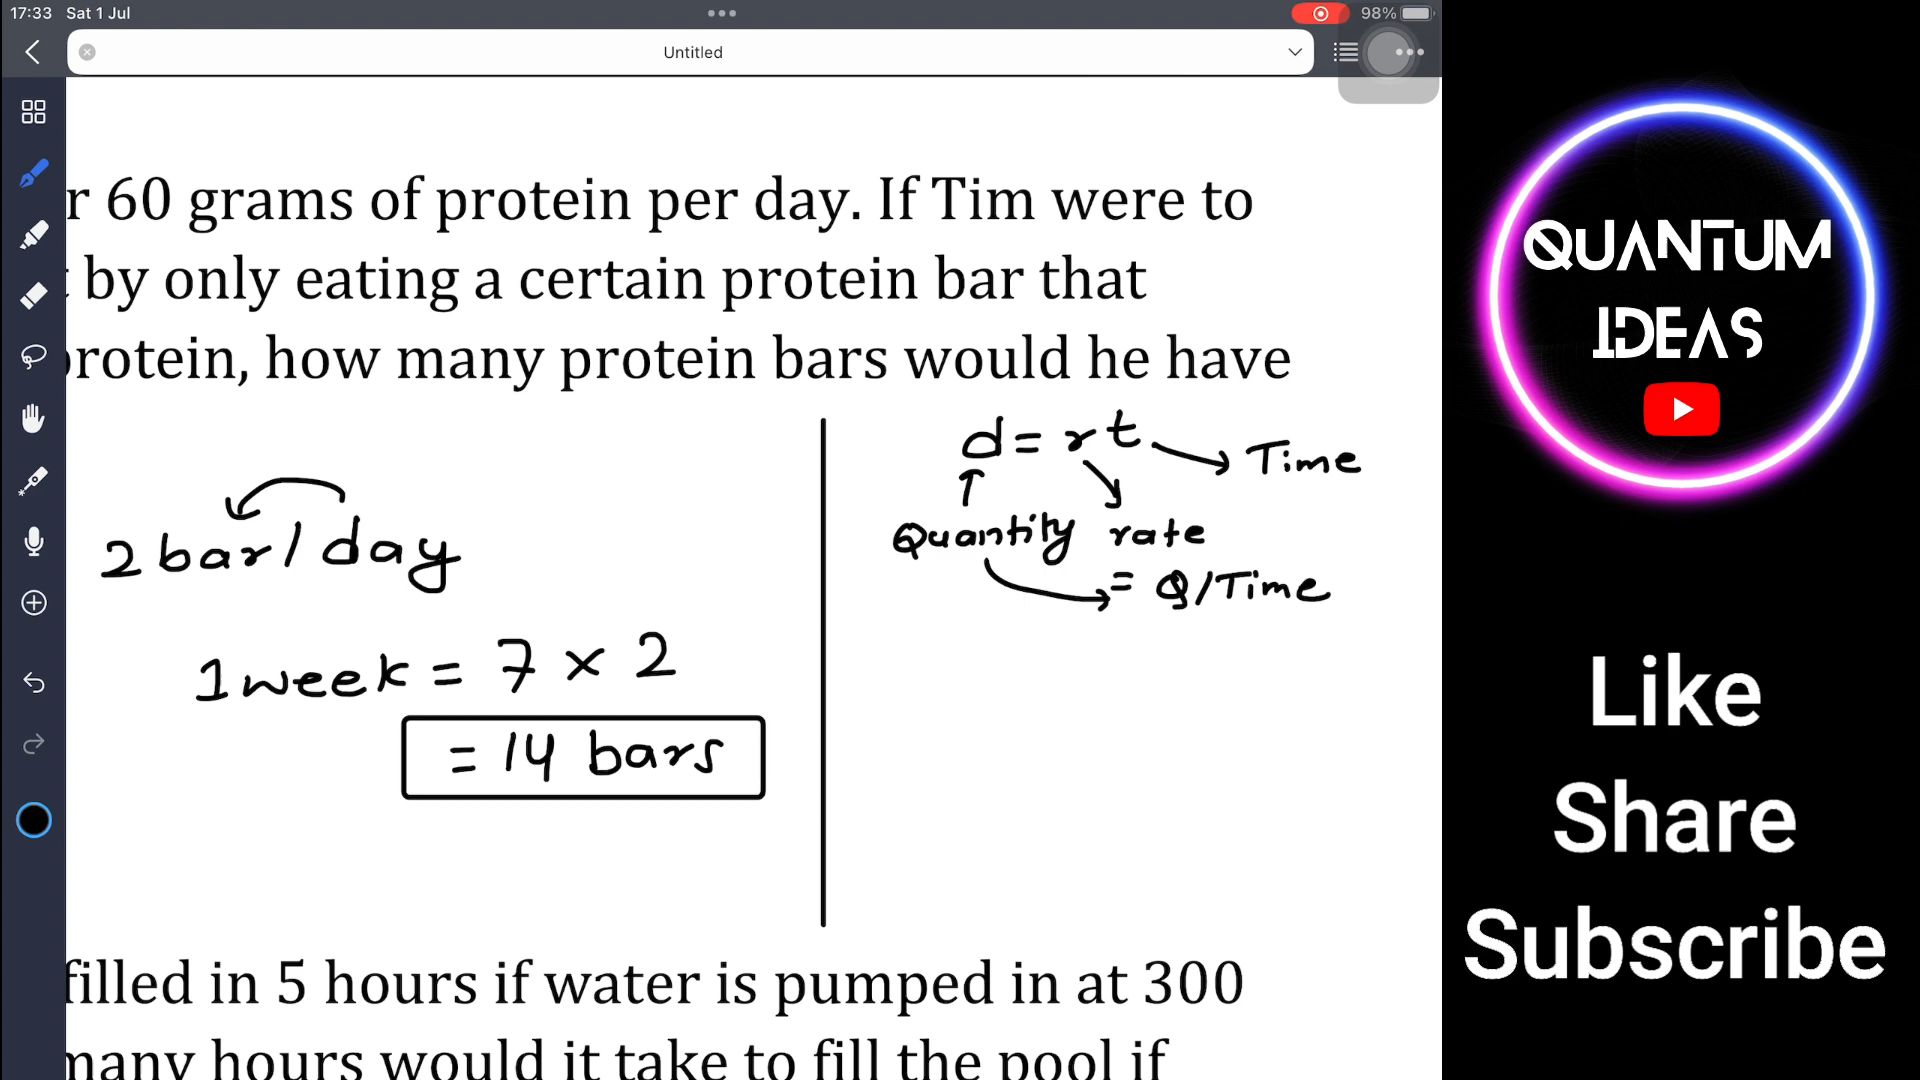 17:33 Sat 1 Jul
98%
Untitled
r 60 grams of protein per day. If Tim were to
by only eating a certain protein bar that
protein, how many protein bars would he have
2 bar / day
1 week = 7 × 2
= 14 bars
d = r t
Time
Quantity rate
= Q/Time
filled in 5 hours if water is pumped in at 300
many hours would it take to fill the pool if
QUANTUM
IDEAS
Like
Share
Subscribe